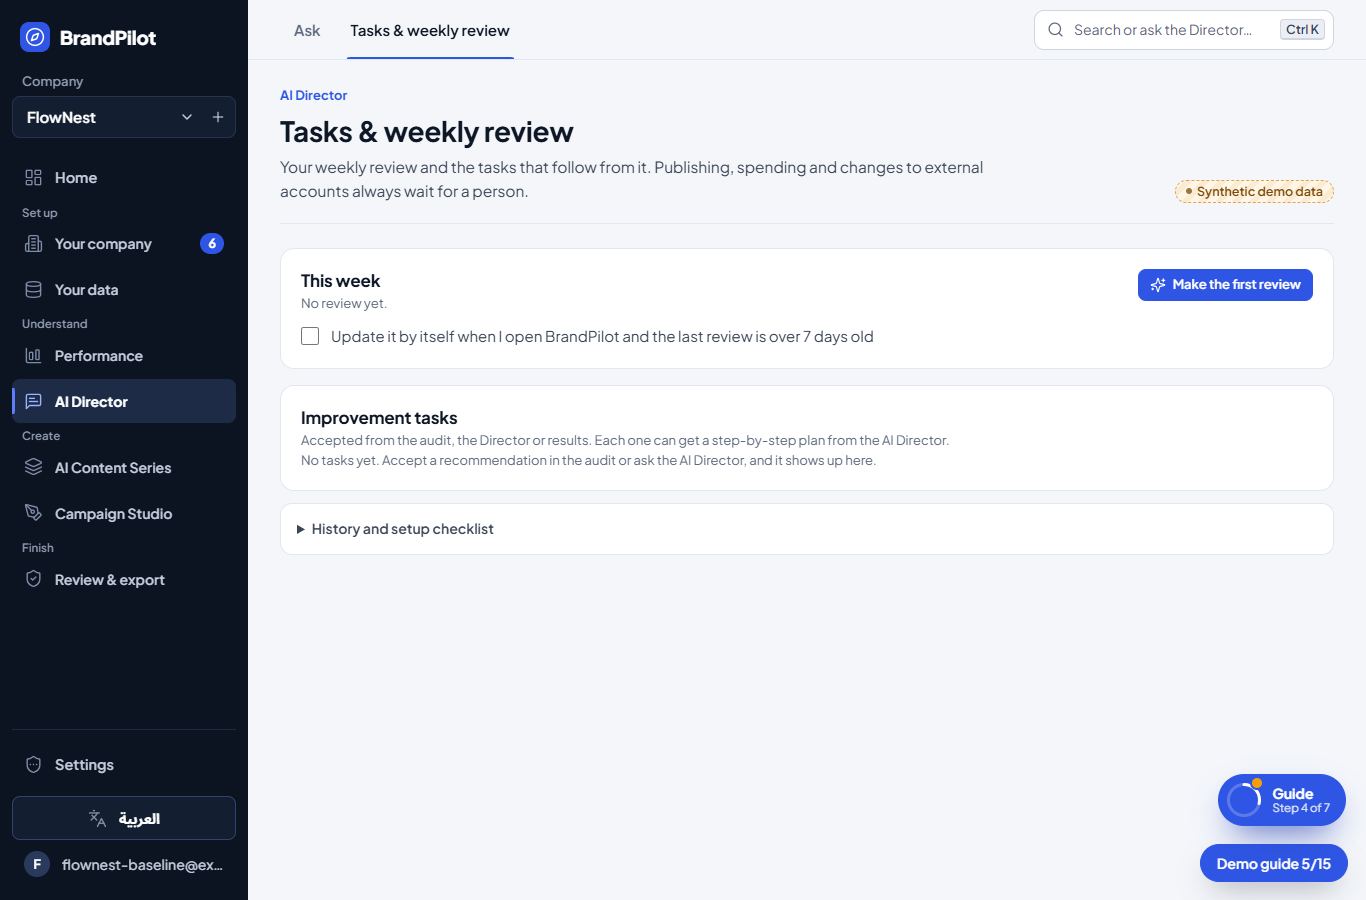 BrandPilot
Company
FlowNest
Home
Set up
Your company
6
Your data
Understand
Performance
AI Director
Create
AI Content Series
Campaign Studio
Finish
Review & export
Settings
العربية
F
flownest-baseline@ex...
Ask
Tasks & weekly review
Search or ask the Director...
Ctrl K
AI Director
Tasks & weekly review
Your weekly review and the tasks that follow from it. Publishing, spending and changes to external
accounts always wait for a person.
Synthetic demo data
This week
No review yet.
Make the first review
Update it by itself when I open BrandPilot and the last review is over 7 days old
Improvement tasks
Accepted from the audit, the Director or results. Each one can get a step-by-step plan from the AI Director.
No tasks yet. Accept a recommendation in the audit or ask the AI Director, and it shows up here.
History and setup checklist
Guide
Step 4 of 7
Demo guide 5/15